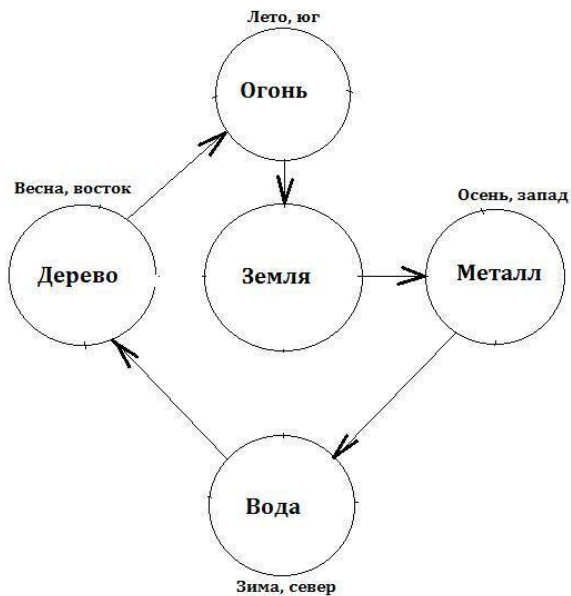 Лето, юг
Огонь
Весна, восток
Осень, запад
Дерево
Земля
Металл
Вода
Зима, север